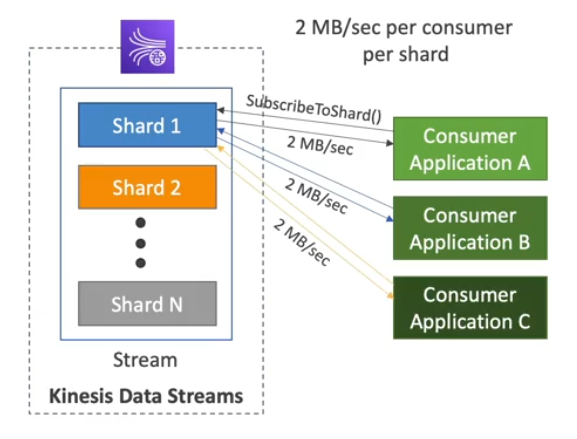 2 MB/sec per consumer
per shard
SubscribeToShard()
Shard 1
2 MB/sec
Consumer
Application A
Shard 2
2 MB/sec
Consumer
Application B
2 MB/sec
Shard N
Consumer
Application C
Stream
Kinesis Data Streams